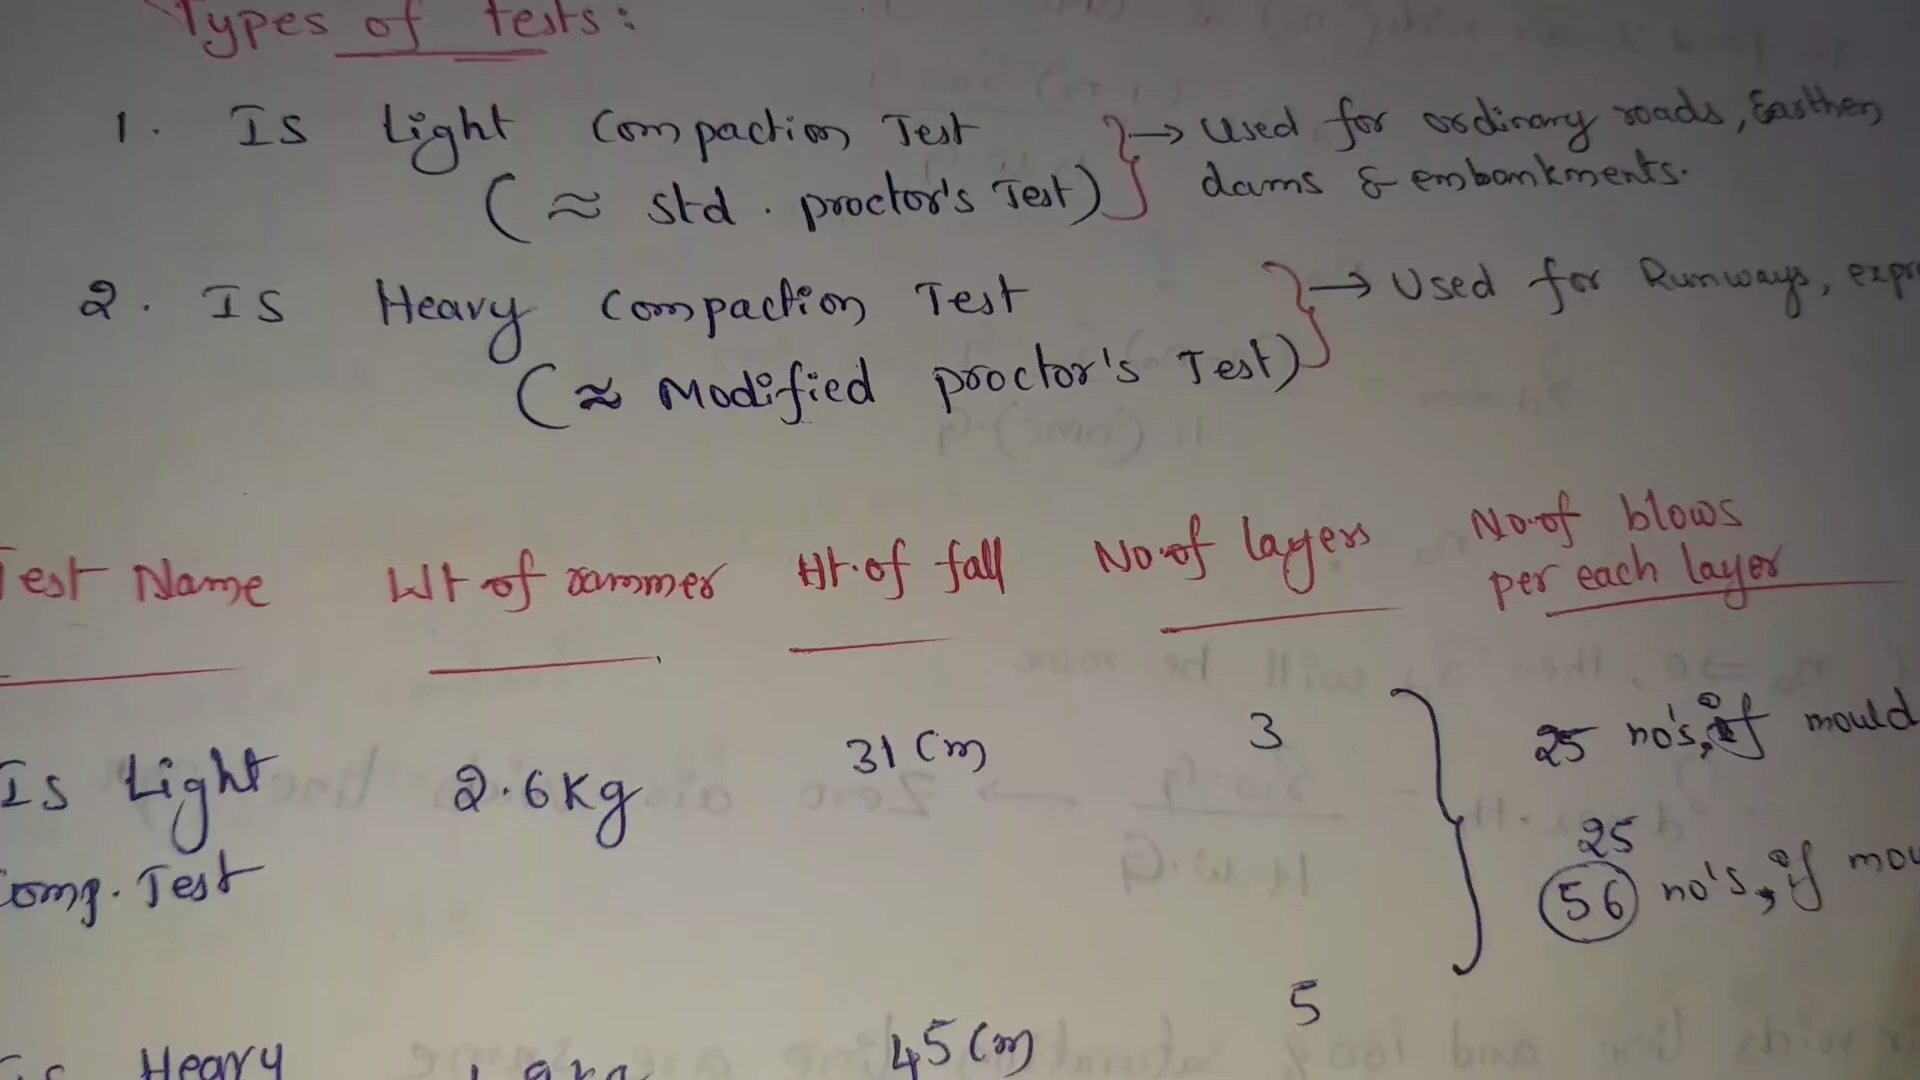 Types of tests:
1. IS Light Compaction Test → Used for ordinary roads, Earthen
(≈ std. proctor's Test) dams & embankments.
2. IS Heavy Compaction Test → Used for Runways,
(≈ Modified proctor's Test)
Test Name Wt of rammer Ht. of fall No. of layers No. of blows
per each layer
Is Light 2.6Kg 31 Cm 3 25 no's, if mould
Comp. Test 25
56 no's, if
Heavy 45 Cm 5